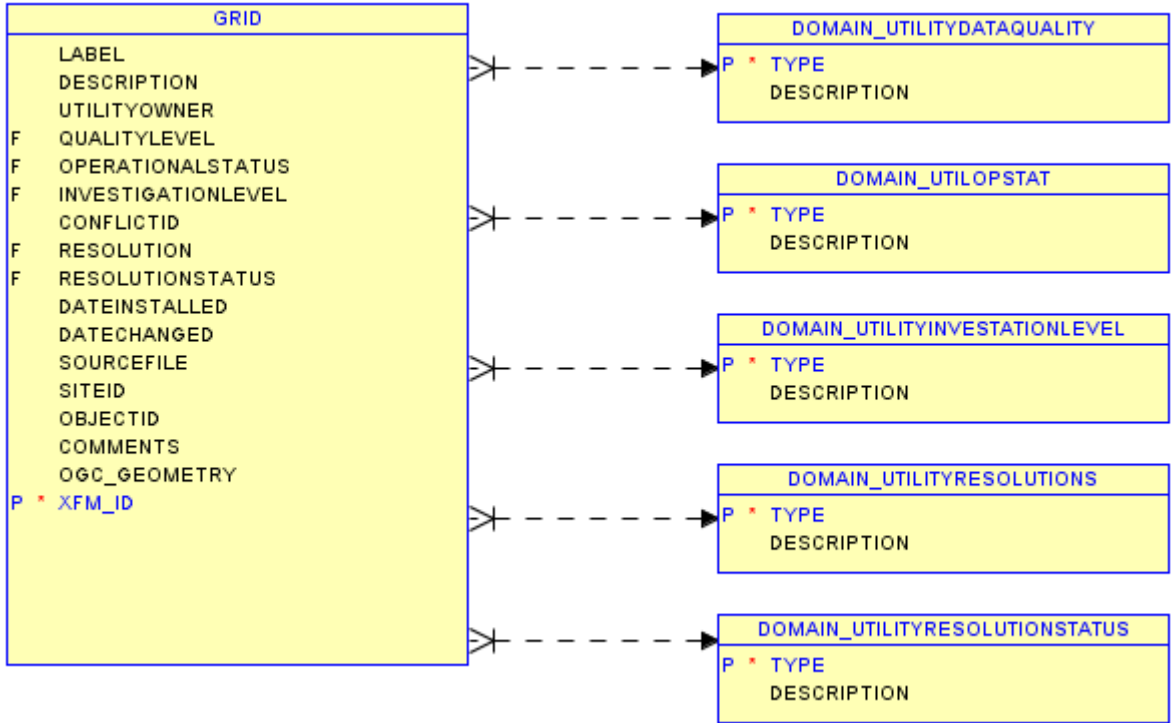 GRID
LABEL
DESCRIPTION
UTILITYOWNER
F QUALITYLEVEL
F OPERATIONALSTATUS
F INVESTIGATIONLEVEL
CONFLICTID
F RESOLUTION
F RESOLUTIONSTATUS
DATEINSTALLED
DATECHANGED
SOURCEFILE
SITEID
OBJECTID
COMMENTS
OGC_GEOMETRY
P * XFM_ID
DOMAIN_UTILITYDATAQUALITY
P * TYPE
DESCRIPTION
DOMAIN_UTILOPSTAT
P * TYPE
DESCRIPTION
DOMAIN_UTILITYINVESTATIONLEVEL
P * TYPE
DESCRIPTION
DOMAIN_UTILITYRESOLUTIONS
P * TYPE
DESCRIPTION
DOMAIN_UTILITYRESOLUTIONSTATUS
P * TYPE
DESCRIPTION